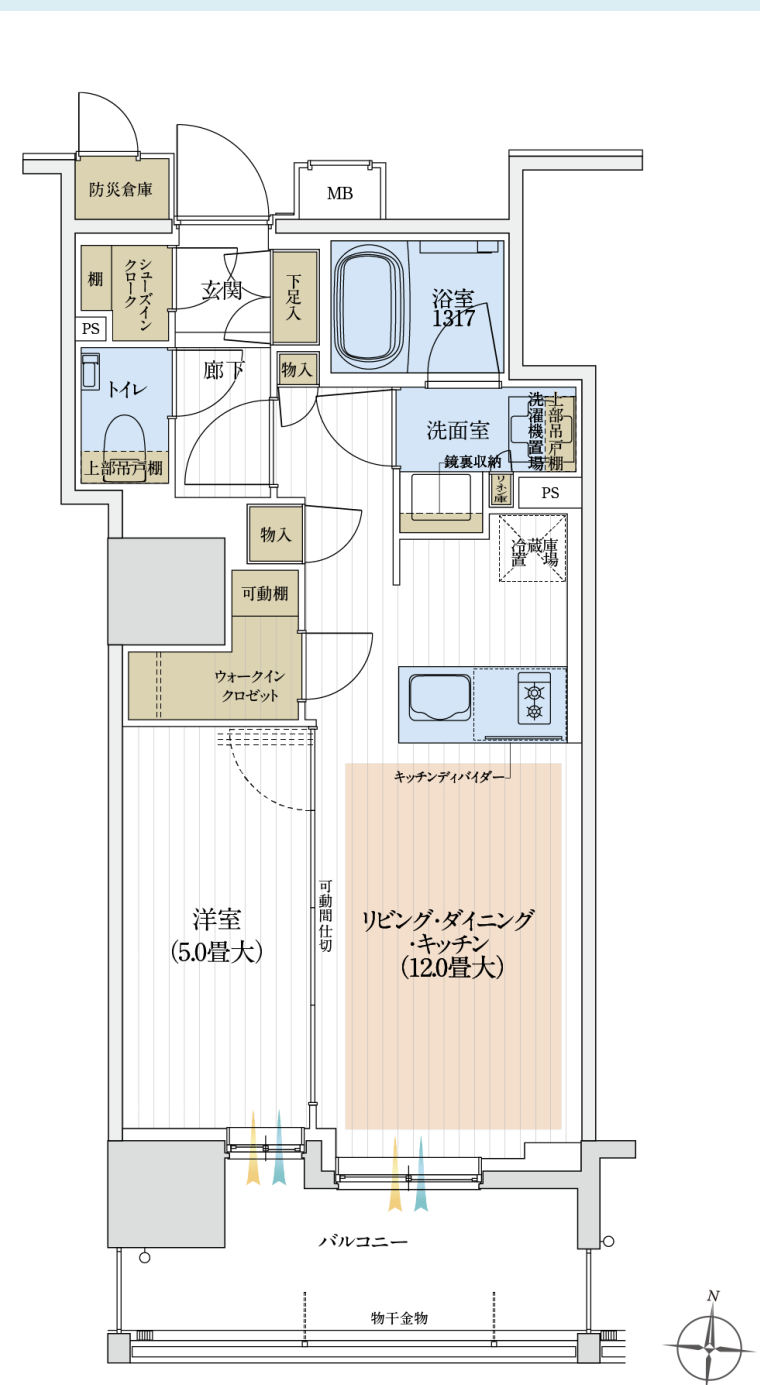 防災倉庫
MB
棚
シューズイン
クローク
玄関
下足入
浴室
1317
PS
トイレ
廊下
物入
上部吊戸棚
洗面室
洗濯機置場
上部吊戸棚
鏡裏収納
リネン庫
PS
物入
冷蔵庫
置場
可動棚
ウォークイン
クロゼット
キッチンディバイダー
可動間仕切
洋室
(5.0畳大)
リビング・ダイニング
・キッチン
(12.0畳大)
バルコニー
物干金物
N